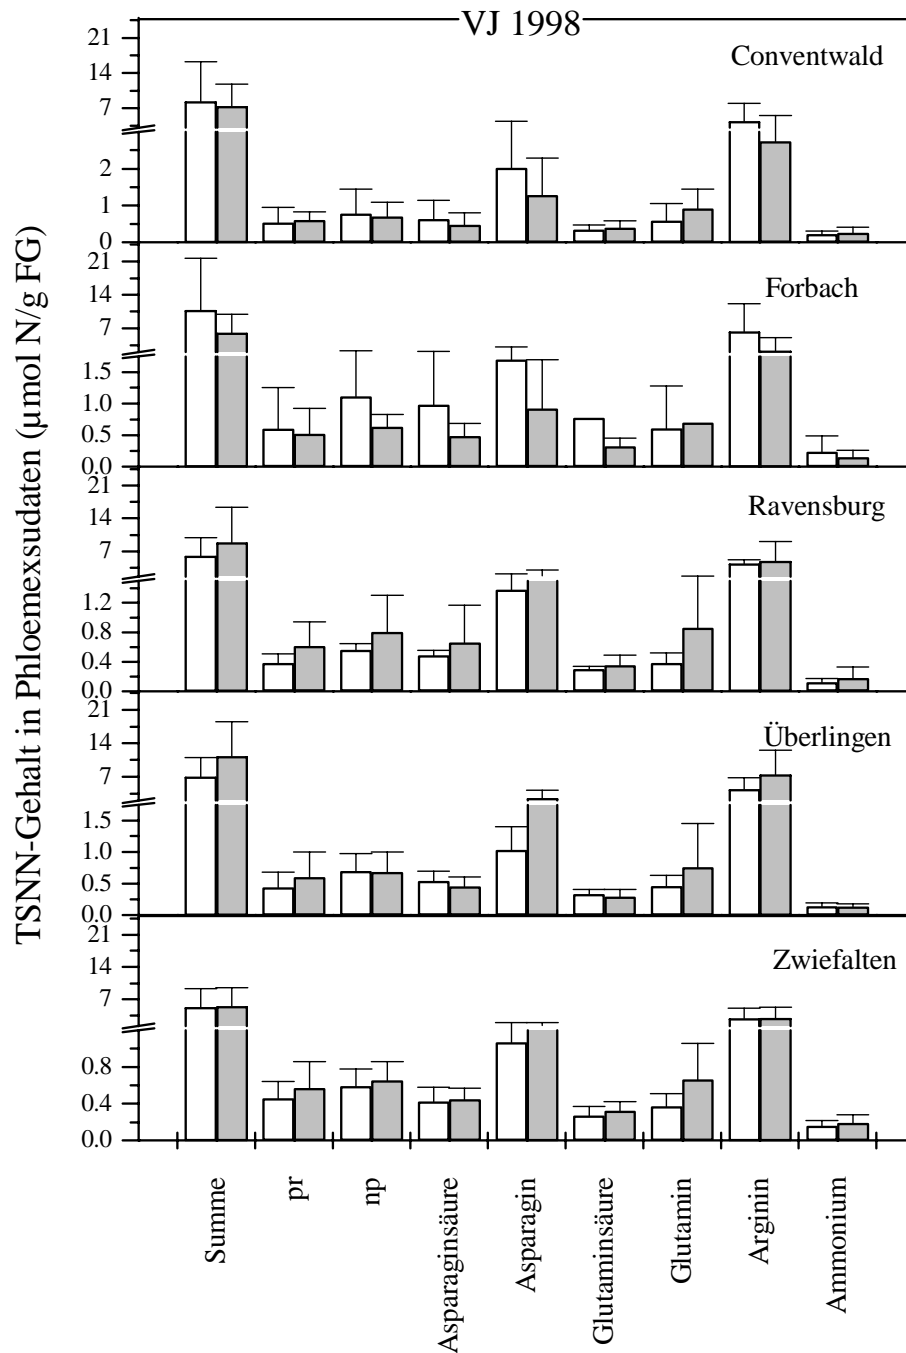 VJ 1998
TSNN-Gehalt in Phloemexsudaten (µmol N/g FG)
Conventwald
21
14
7
2
1
0
Forbach
21
14
7
1.5
1.0
0.5
0.0
Ravensburg
21
14
7
1.2
0.8
0.4
0.0
Überlingen
21
14
7
1.5
1.0
0.5
0.0
Zwiefalten
21
14
7
0.8
0.4
0.0
Summe
pr
np
Asparaginsäure
Asparagin
Glutaminsäure
Glutamin
Arginin
Ammonium